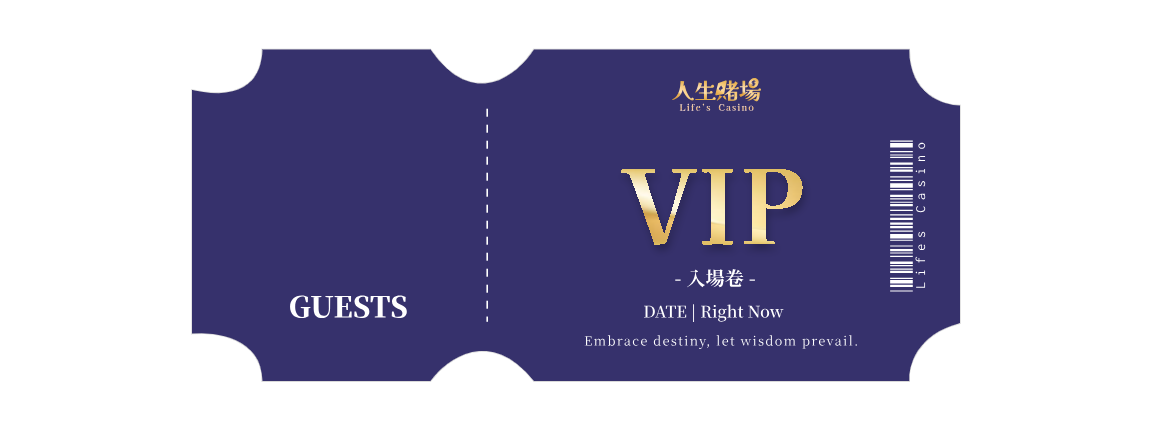 GUESTS
人生賭場
Life's Casino
VIP
- 入場卷 -
DATE | Right Now
Embrace destiny, let wisdom prevail.
Lifes Casino